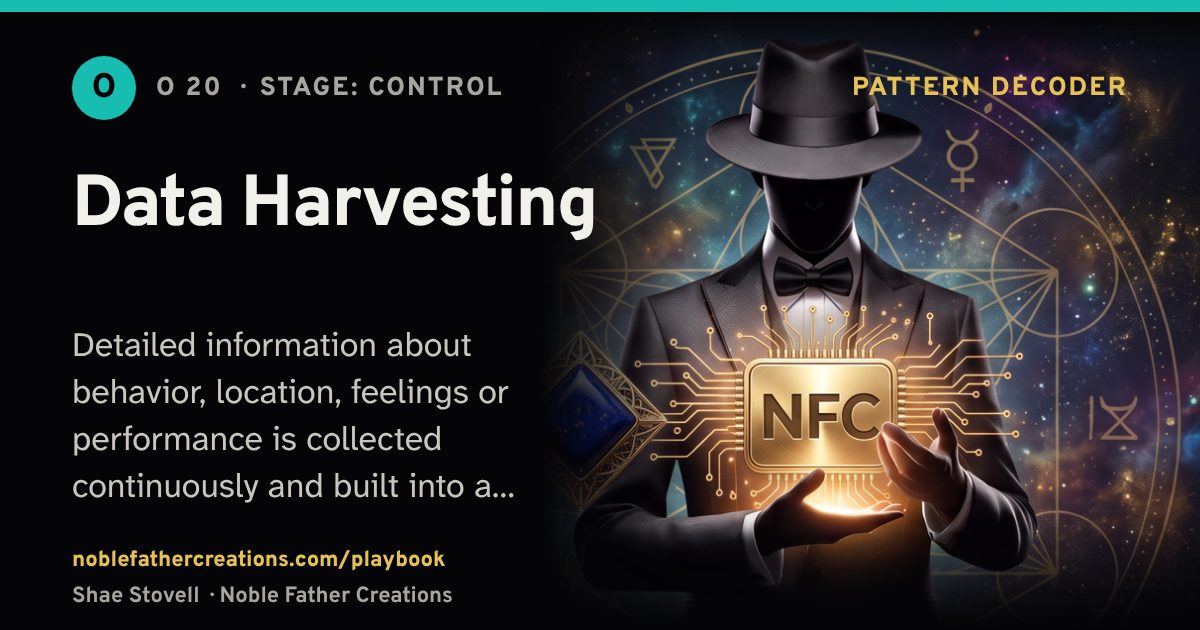 O
O 20 · STAGE: CONTROL
PATTERN DECODER
Data Harvesting
Detailed information about
behavior, location, feelings or
performance is collected
continuously and built into a...
noblefathercreations.com/playbook
Shae Stovell · Noble Father Creations
NFC